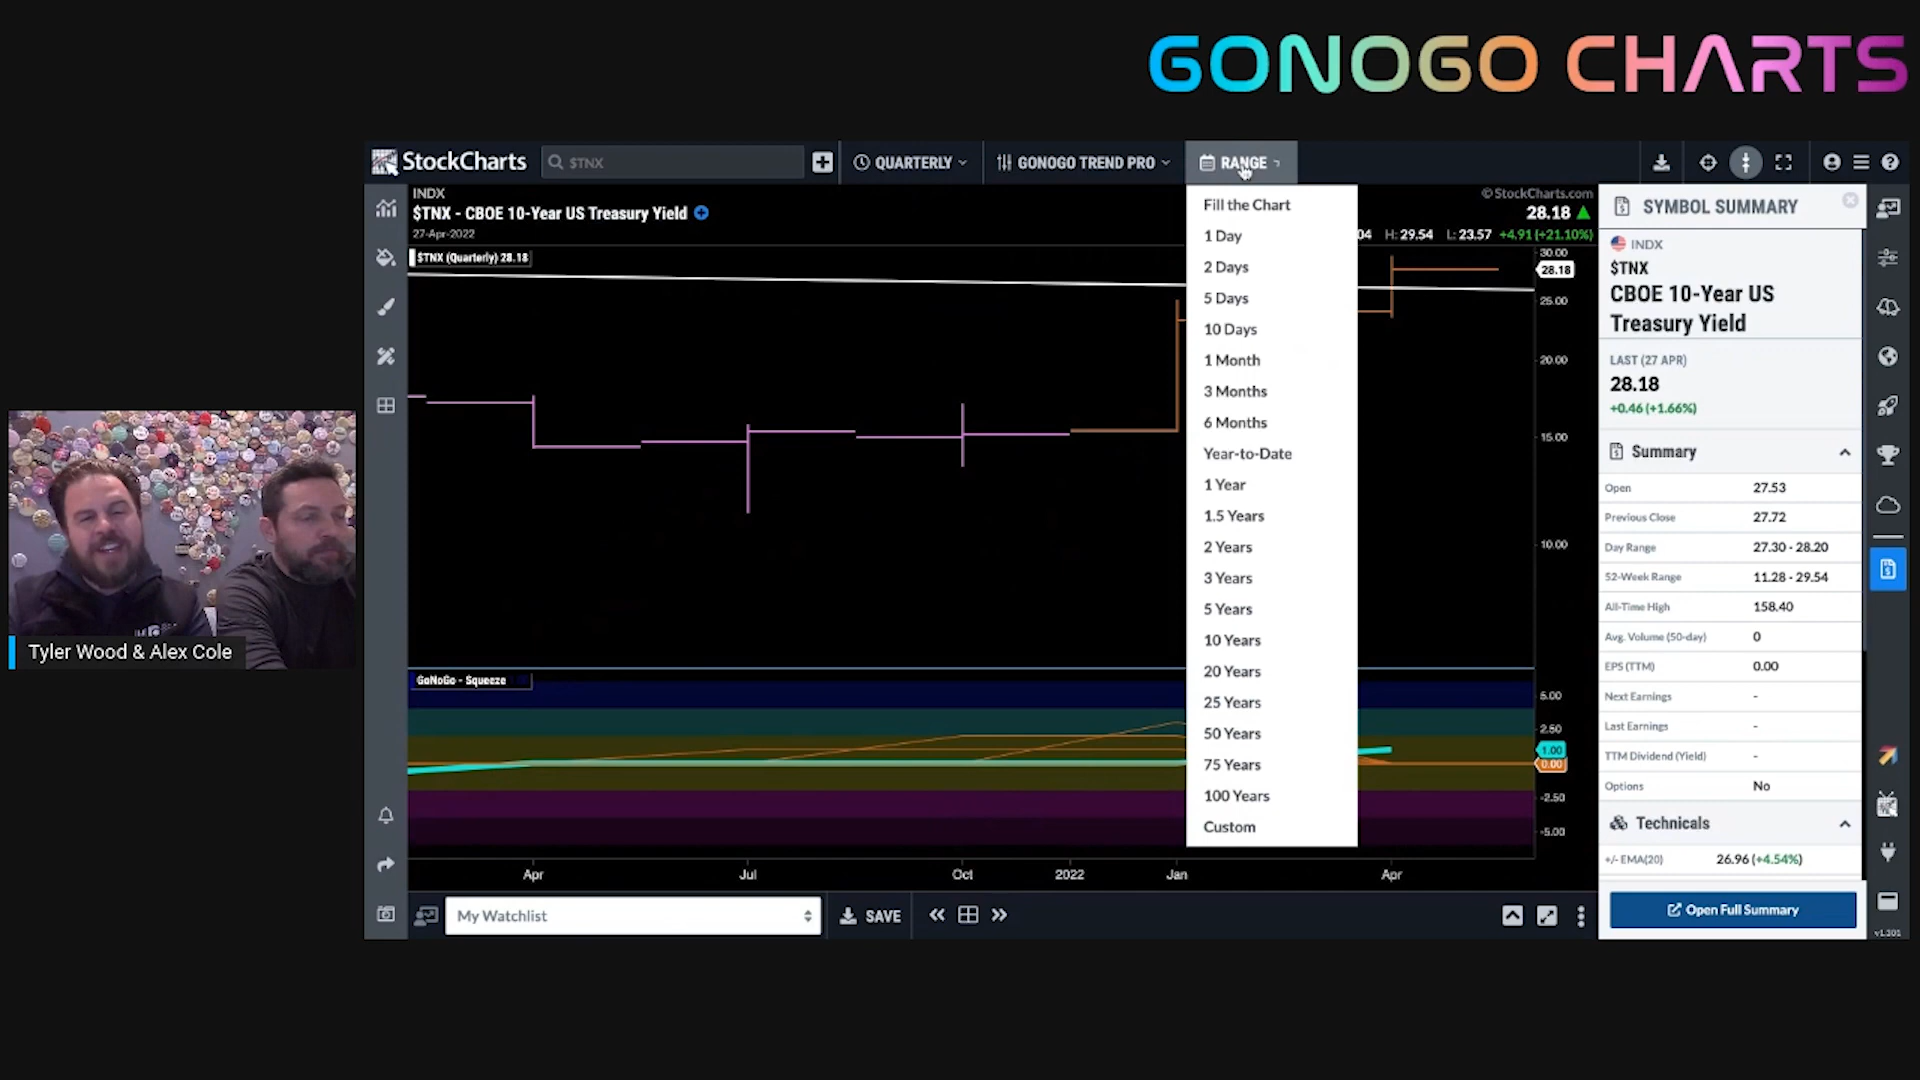 GONOGO CHARTS
StockCharts
$TNX
QUARTERLY
GONOGO TREND PRO
RANGE
INDX
$TNX - CBOE 10-Year US Treasury Yield
27-Apr-2022
© StockCharts.com
28.18
04 H: 29.54 L: 23.57 +4.91 (+21.10%)
$TNX (Quarterly) 28.18
30.00
28.18
25.00
20.00
15.00
10.00
Fill the Chart
1 Day
2 Days
5 Days
10 Days
1 Month
3 Months
6 Months
Year-to-Date
1 Year
1.5 Years
2 Years
3 Years
5 Years
10 Years
20 Years
25 Years
50 Years
75 Years
100 Years
Custom
GoNoGo - Squeeze
5.00
2.50
1.00
0.00
-2.50
-5.00
Apr Jul Oct 2022 Jan Apr
My Watchlist
SAVE
SYMBOL SUMMARY
INDX
$TNX
CBOE 10-Year US
Treasury Yield
LAST (27 APR)
28.18
+0.46 (+1.66%)
Summary
Open 27.53
Previous Close 27.72
Day Range 27.30 - 28.20
52-Week Range 11.28 - 29.54
All-Time High 158.40
Avg. Volume (50-day) 0
EPS (TTM) 0.00
Next Earnings -
Last Earnings -
TTM Dividend (Yield) -
Options No
Technicals
+/- EMA(20) 26.96 (+4.54%)
Open Full Summary
v1.301
Tyler Wood & Alex Cole